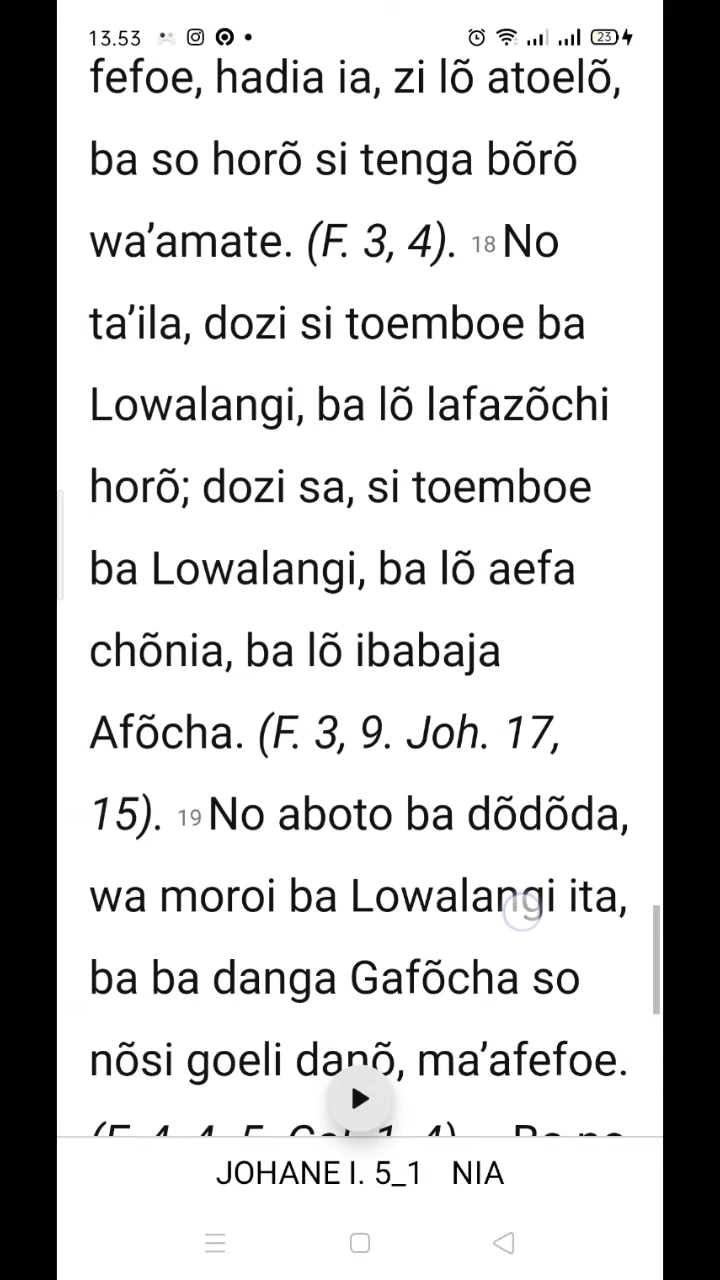 13.53
23
fefoe, hadia ia, zi lõ atoelõ,
ba so horõ si tenga bõrõ
wa’amate. (F. 3, 4). 18 No
ta’ila, dozi si toemboe ba
Lowalangi, ba lõ lafazõchi
horõ; dozi sa, si toemboe
ba Lowalangi, ba lõ aefa
chõnia, ba lõ ibabaja
Afõcha. (F. 3, 9. Joh. 17,
15). 19 No aboto ba dõdõda,
wa moroi ba Lowalangi ita,
ba ba danga Gafõcha so
nõsi goeli danõ, ma’afefoe.
JOHANE I. 5_1 NIA